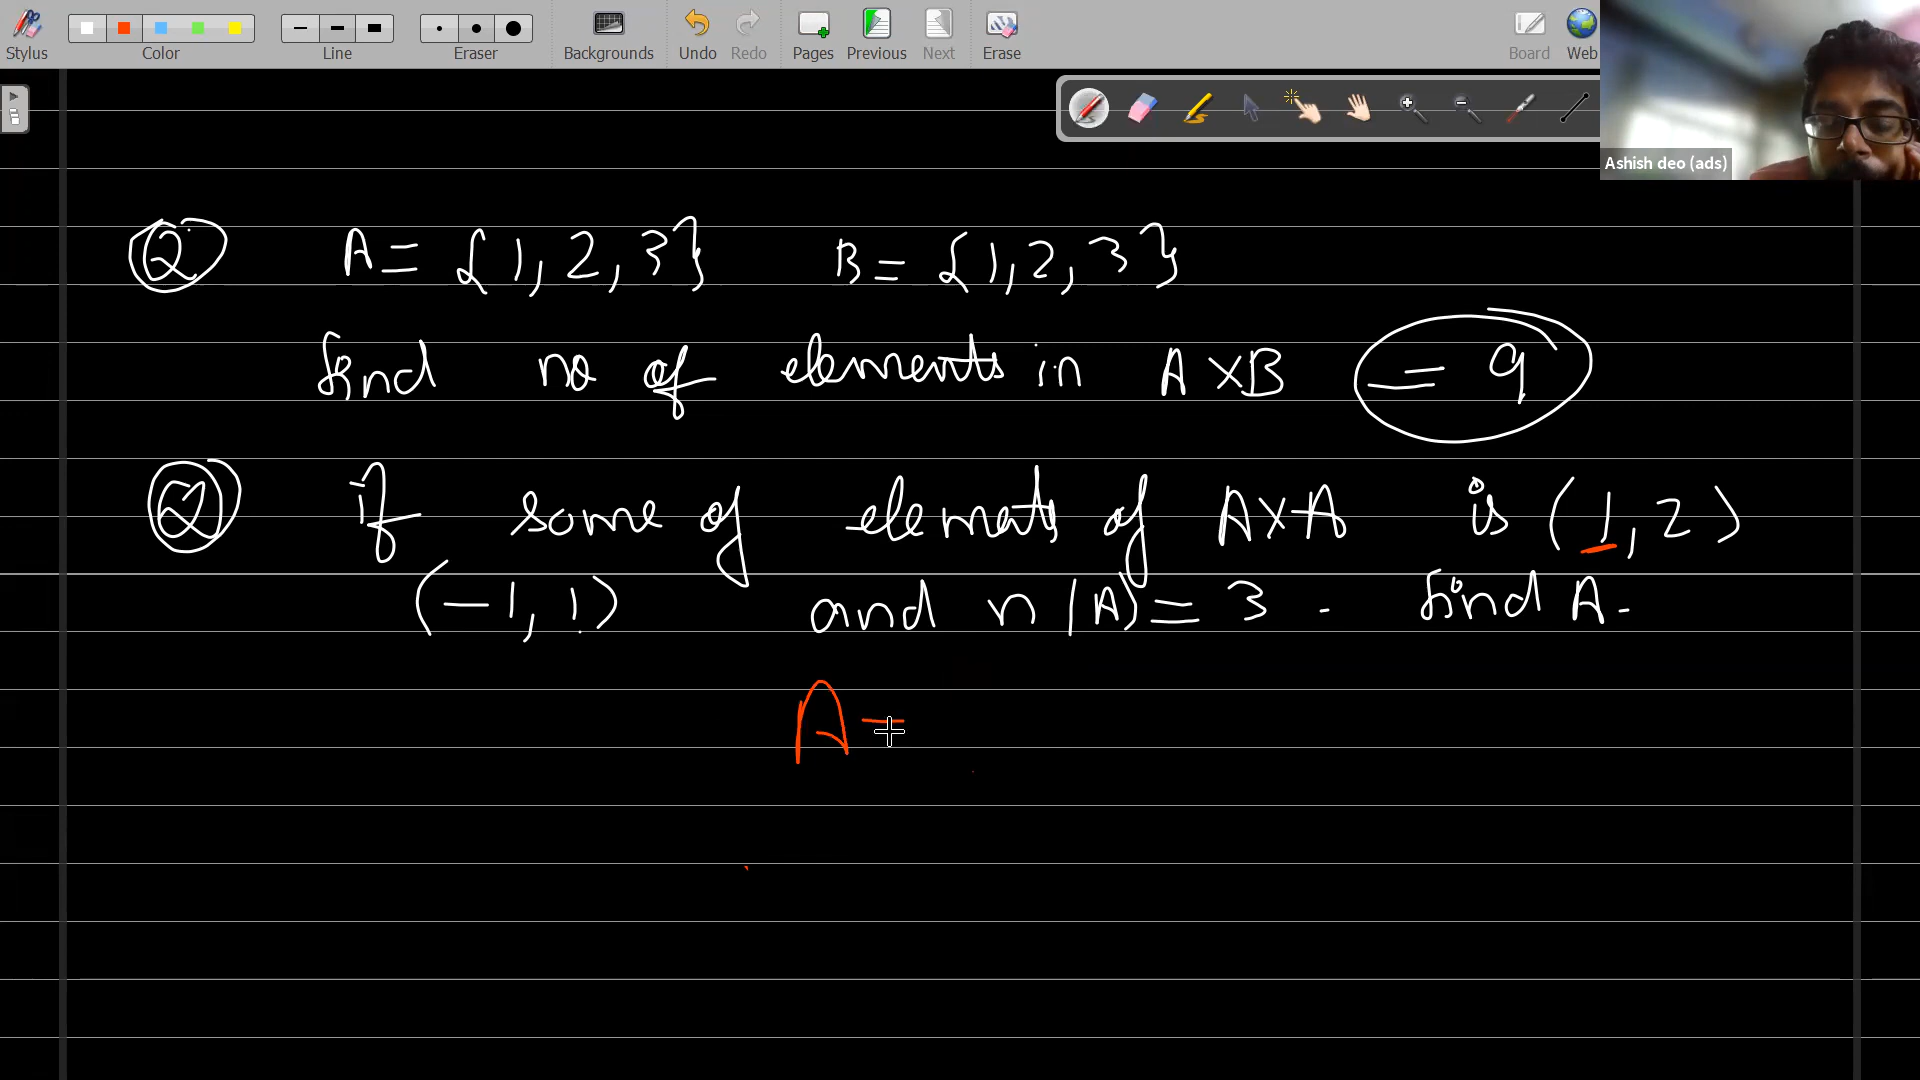 Stylus Color Line Eraser Backgrounds Undo Redo Pages Previous Next Erase Board Web
Ashish deo (ads)
Q A = {1, 2, 3} B = {1, 2, 3}
find no of elements in A×B = 9
Q if some of elements of A×A is (1, 2)
(-1, 1) and n(A) = 3. find A.
A =